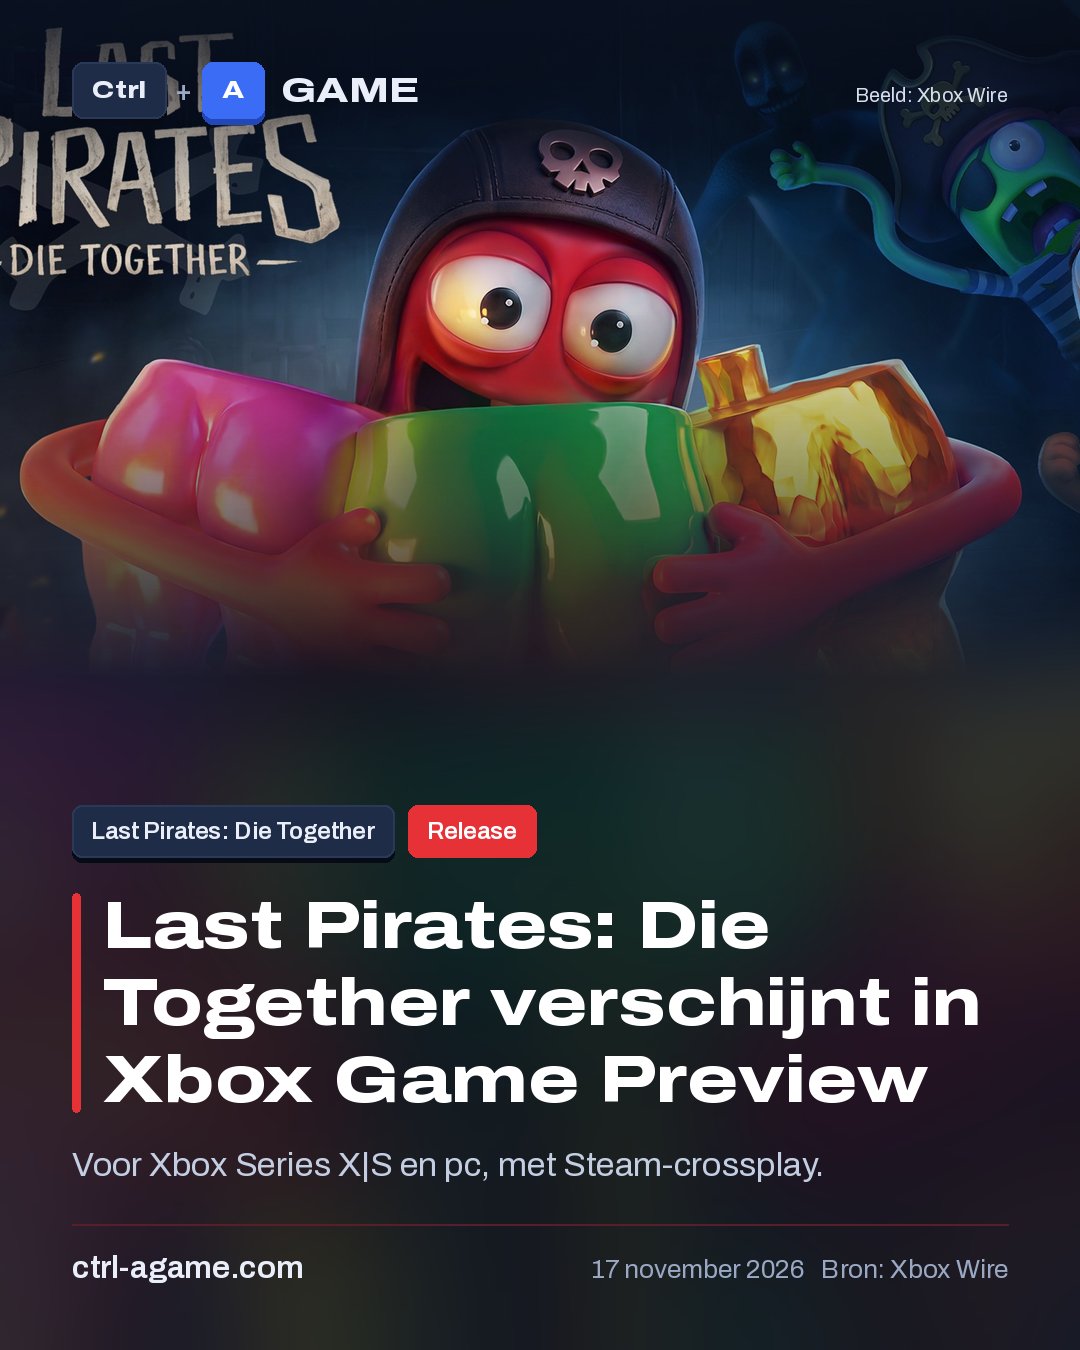 LAST
PIRATES
-DIE TOGETHER-
Ctrl + A GAME
Beeld: Xbox Wire
Last Pirates: Die Together
Release
Last Pirates: Die
Together verschijnt in
Xbox Game Preview
Voor Xbox Series X|S en pc, met Steam-crossplay.
ctrl-agame.com
17 november 2026 Bron: Xbox Wire